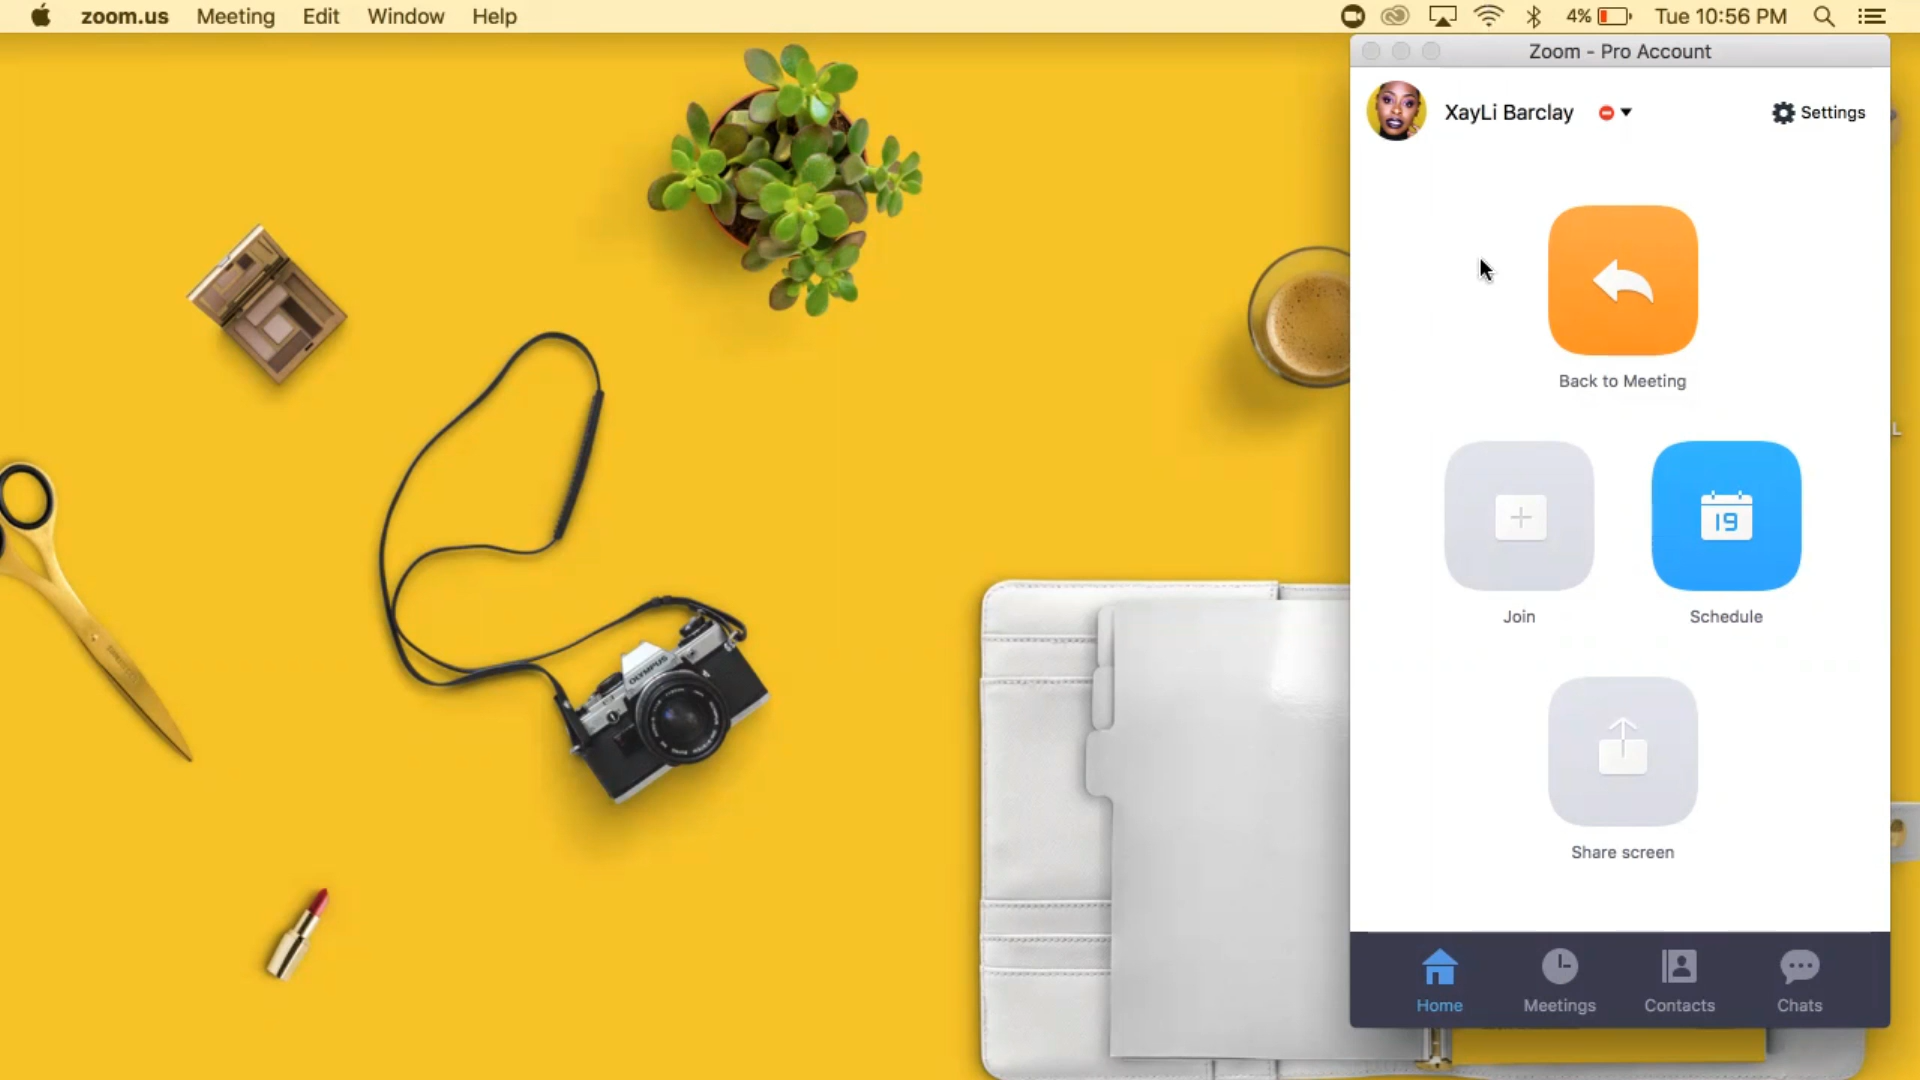 zoom.us Meeting Edit Window Help
4% Tue 10:56 PM
Zoom - Pro Account
XayLi Barclay
Settings
Back to Meeting
19
Join
Schedule
Share screen
Home
Meetings
Contacts
Chats
OLYMPUS
L